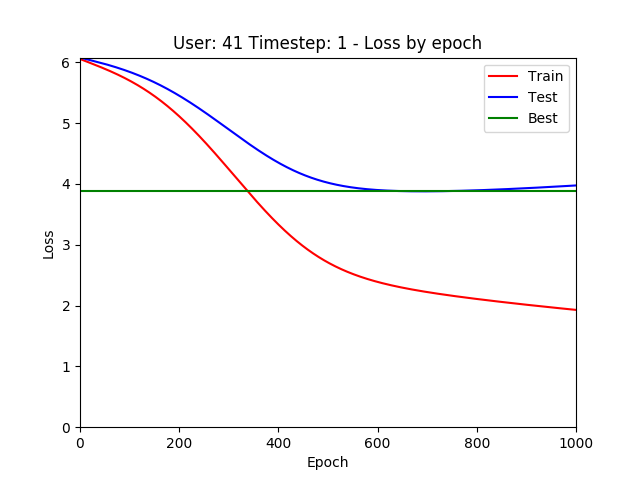 User: 41 Timestep: 1 - Loss by epoch
6
5
4
3
2
1
0
Loss
Train
Test
Best
0 200 400 600 800 1000
Epoch